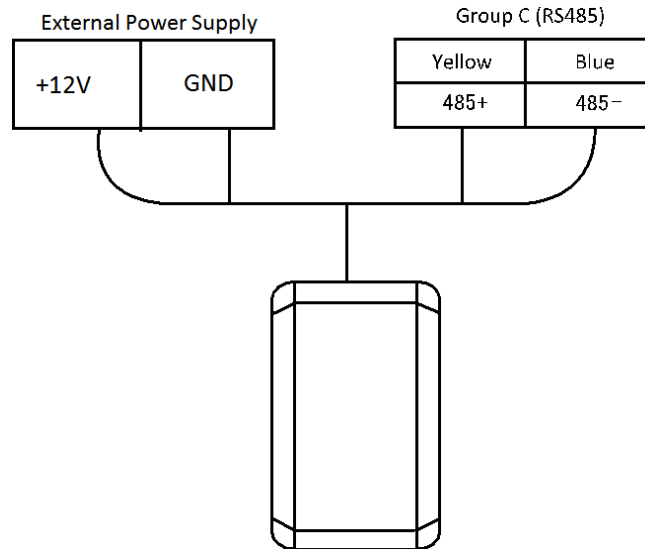 External Power Supply
Group C (RS485)
+12V GND
Yellow Blue
485+ 485−